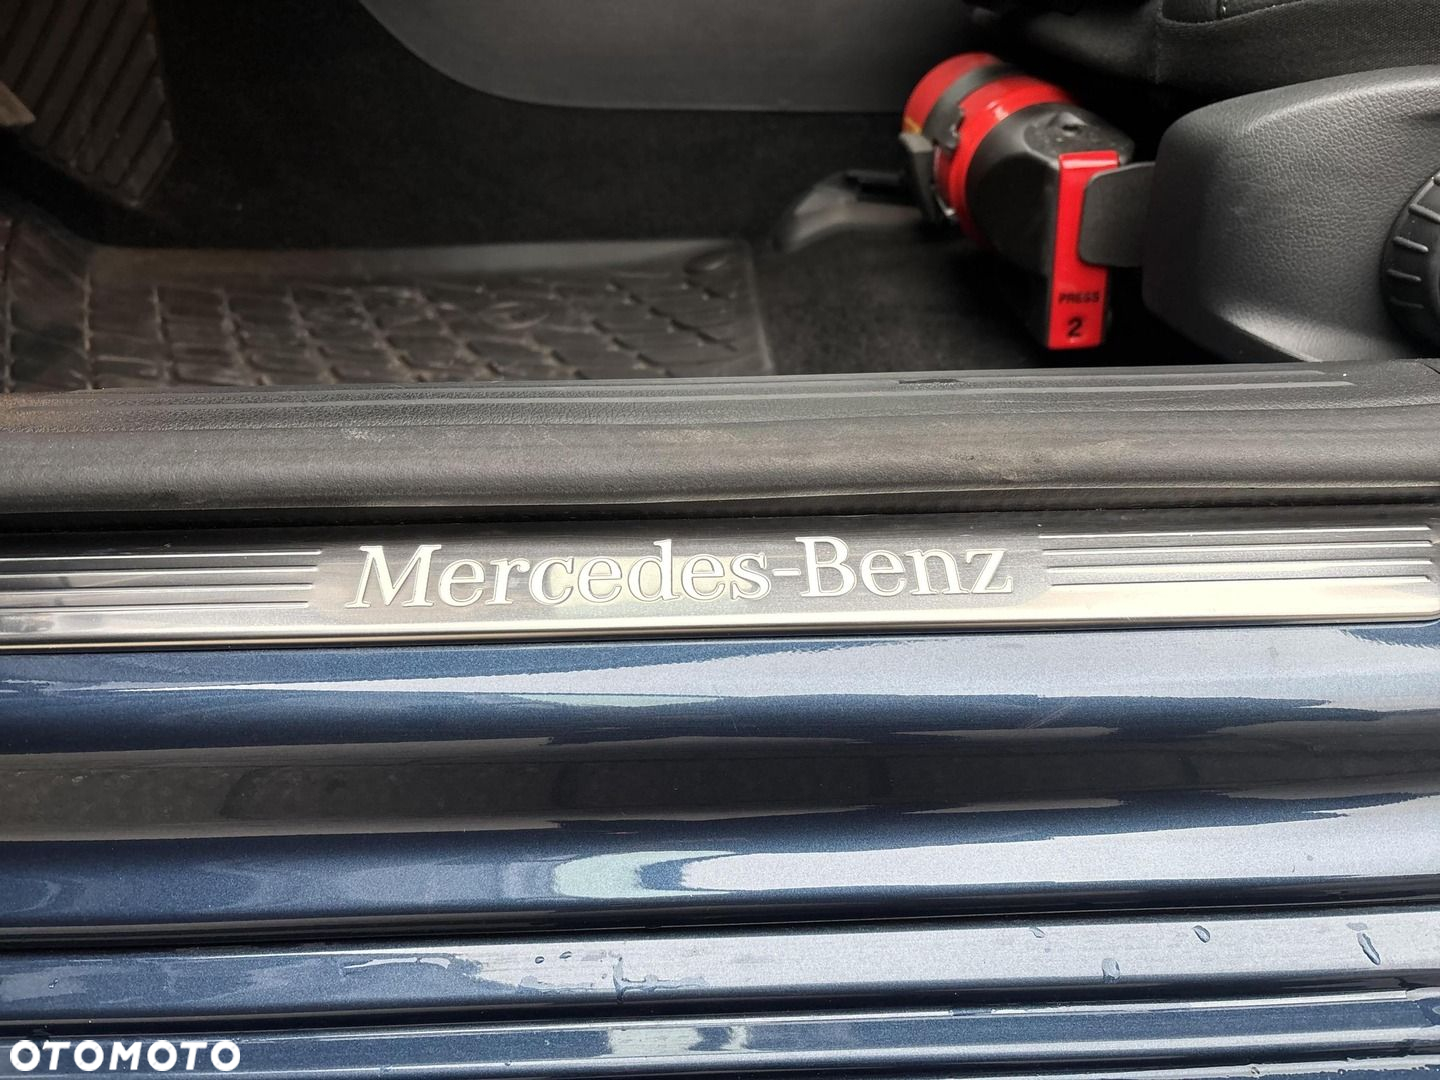 PRESS
2
Mercedes-Benz
OTOMOTO